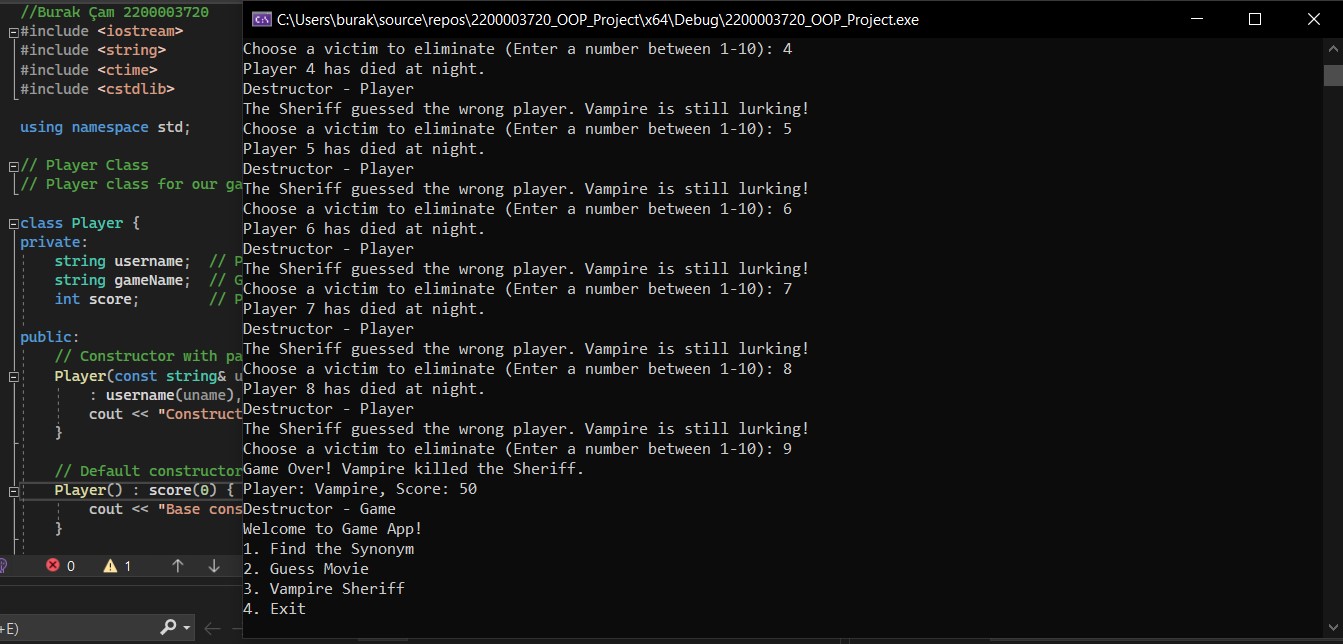 //Burak Çam 2200003720
#include <iostream>
#include <string>
#include <ctime>
#include <cstdlib>
using namespace std;
// Player Class
// Player class for our ga
class Player {
private:
string username; // P
string gameName; // G
int score; // P
public:
// Constructor with pa
Player(const string& u
: username(uname),
cout << "Construct
}
// Default constructor
Player() : score(0) {
cout << "Base cons
}
0 1
+E)
C:\Users\burak\source\repos\2200003720_OOP_Project\x64\Debug\2200003720_OOP_Project.exe
Choose a victim to eliminate (Enter a number between 1-10): 4
Player 4 has died at night.
Destructor - Player
The Sheriff guessed the wrong player. Vampire is still lurking!
Choose a victim to eliminate (Enter a number between 1-10): 5
Player 5 has died at night.
Destructor - Player
The Sheriff guessed the wrong player. Vampire is still lurking!
Choose a victim to eliminate (Enter a number between 1-10): 6
Player 6 has died at night.
Destructor - Player
The Sheriff guessed the wrong player. Vampire is still lurking!
Choose a victim to eliminate (Enter a number between 1-10): 7
Player 7 has died at night.
Destructor - Player
The Sheriff guessed the wrong player. Vampire is still lurking!
Choose a victim to eliminate (Enter a number between 1-10): 8
Player 8 has died at night.
Destructor - Player
The Sheriff guessed the wrong player. Vampire is still lurking!
Choose a victim to eliminate (Enter a number between 1-10): 9
Game Over! Vampire killed the Sheriff.
Player: Vampire, Score: 50
Destructor - Game
Welcome to Game App!
1. Find the Synonym
2. Guess Movie
3. Vampire Sheriff
4. Exit